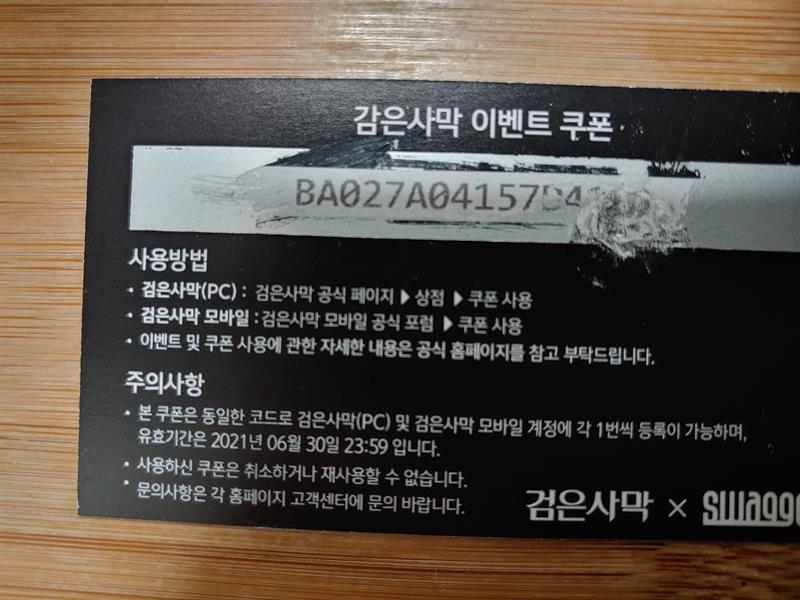 감은사막 이벤트 쿠폰
사용방법
• 검은사막(PC) : 검은사막 공식 페이지 ▶ 상점 ▶ 쿠폰 사용
• 검은사막 모바일 : 검은사막 모바일 공식 포럼 ▶ 쿠폰 사용
• 이벤트 및 쿠폰 사용에 관한 자세한 내용은 공식 홈페이지를 참고 부탁드립니다.
주의사항
• 본 쿠폰은 동일한 코드로 검은사막(PC) 및 검은사막 모바일 계정에 각 1번씩 등록이 가능하며,
유효기간은 2021년 06월 30일 23:59 입니다.
• 사용하신 쿠폰은 취소하거나 재사용할 수 없습니다.
• 문의사항은 각 홈페이지 고객센터에 문의 바랍니다.
검은사막 ×